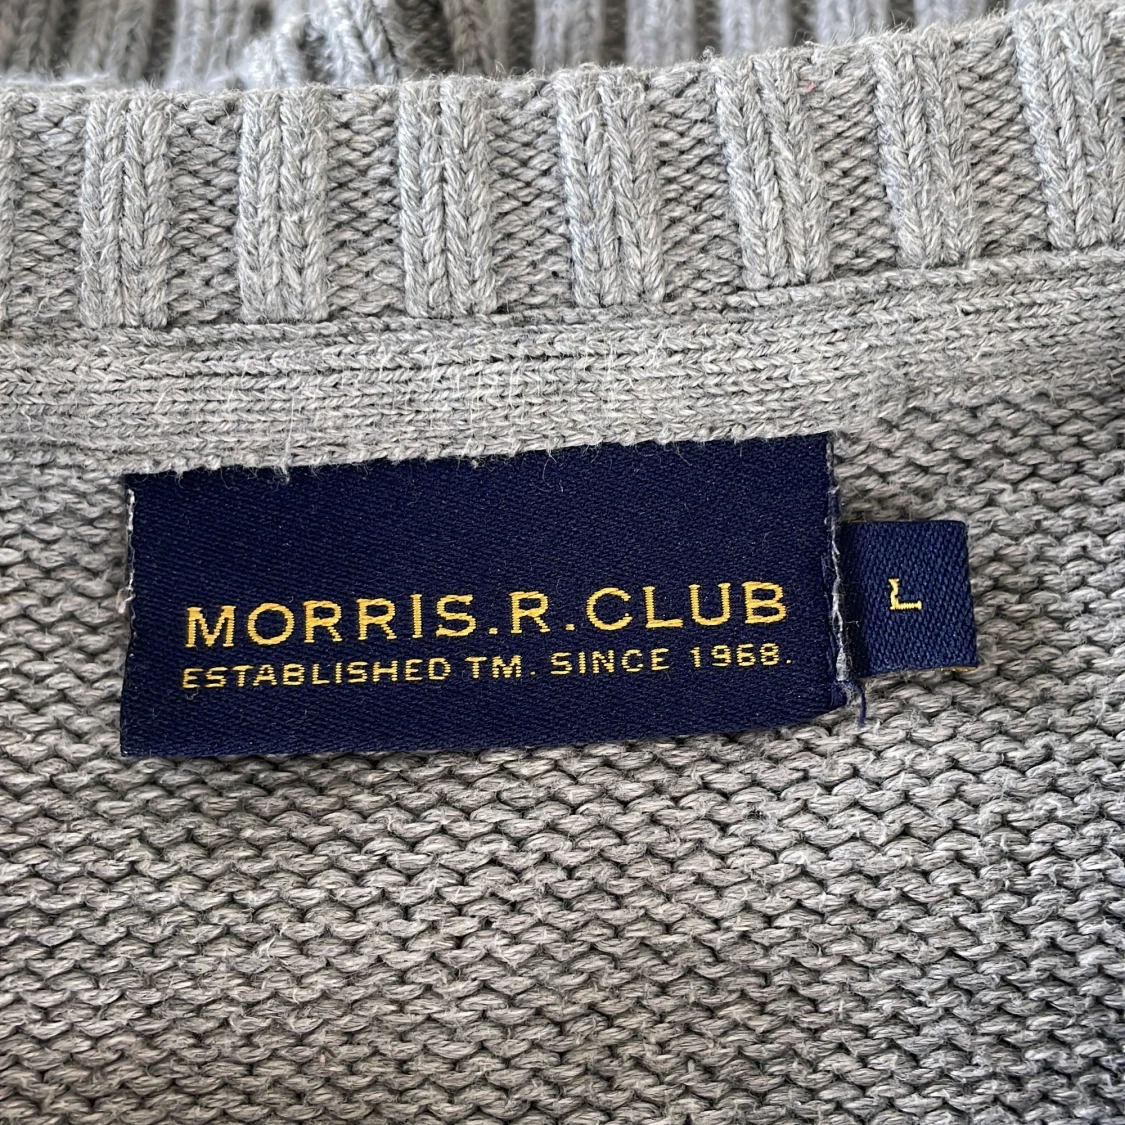 MORRIS.R.CLUB
ESTABLISHED TM. SINCE 1968.
L